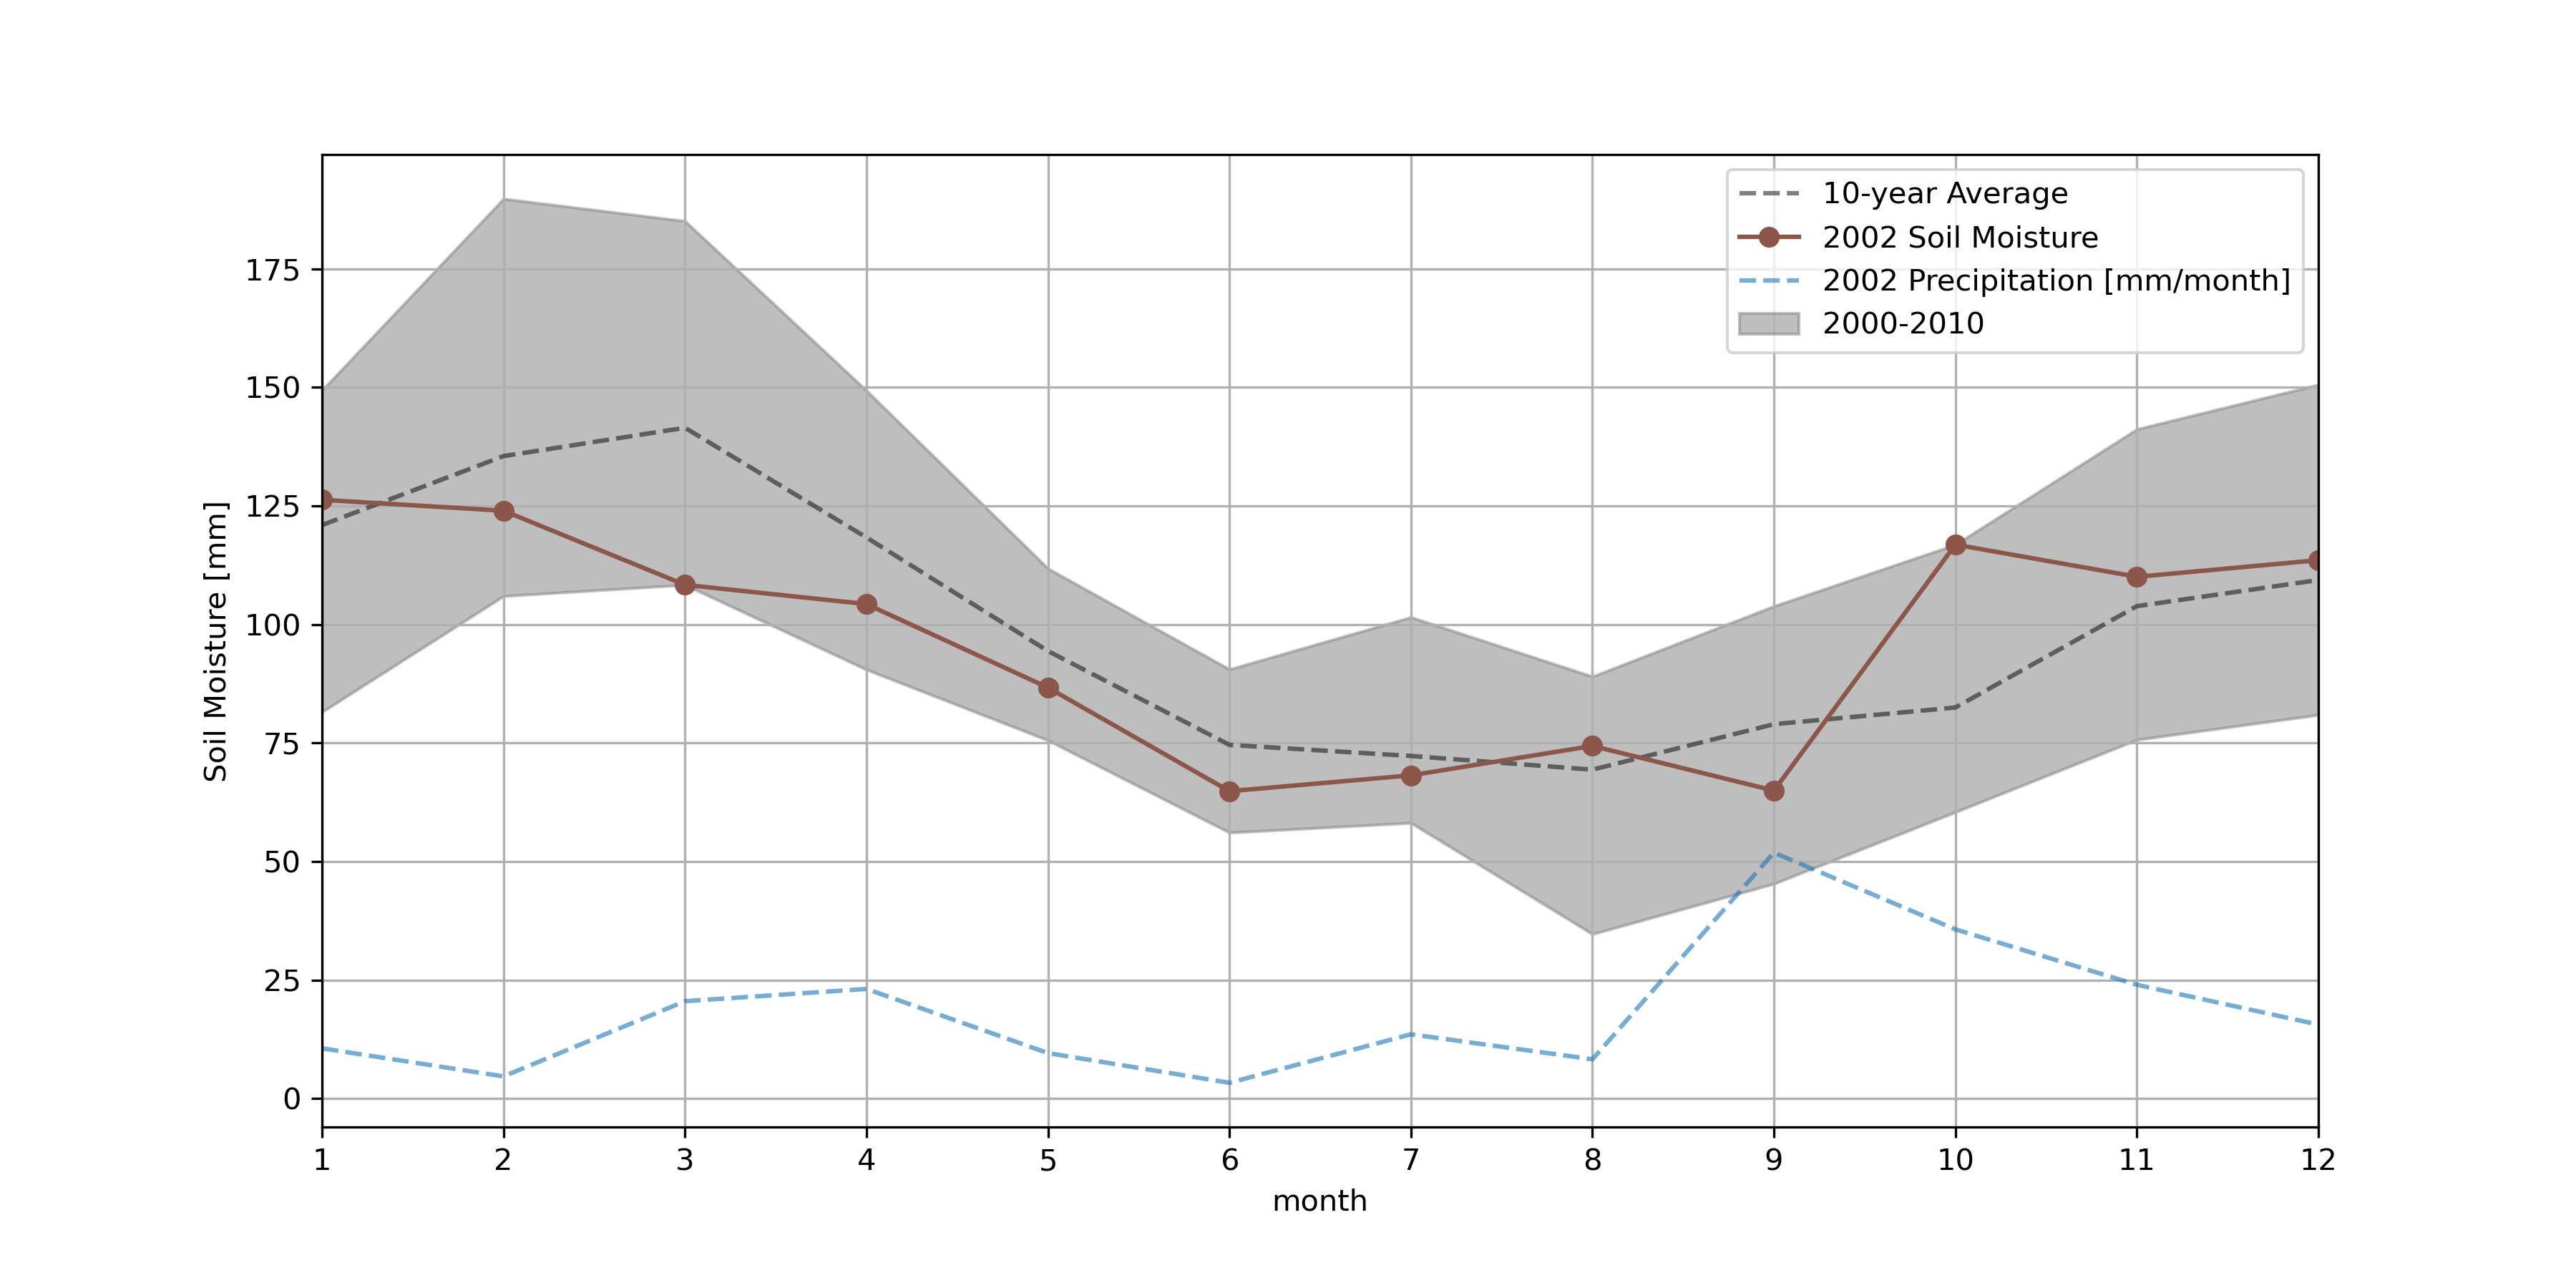 10-year Average
2002 Soil Moisture
2002 Precipitation [mm/month]
2000-2010
Soil Moisture [mm]
175
150
125
100
75
50
25
0
1 2 3 4 5 6 7 8 9 10 11 12
month